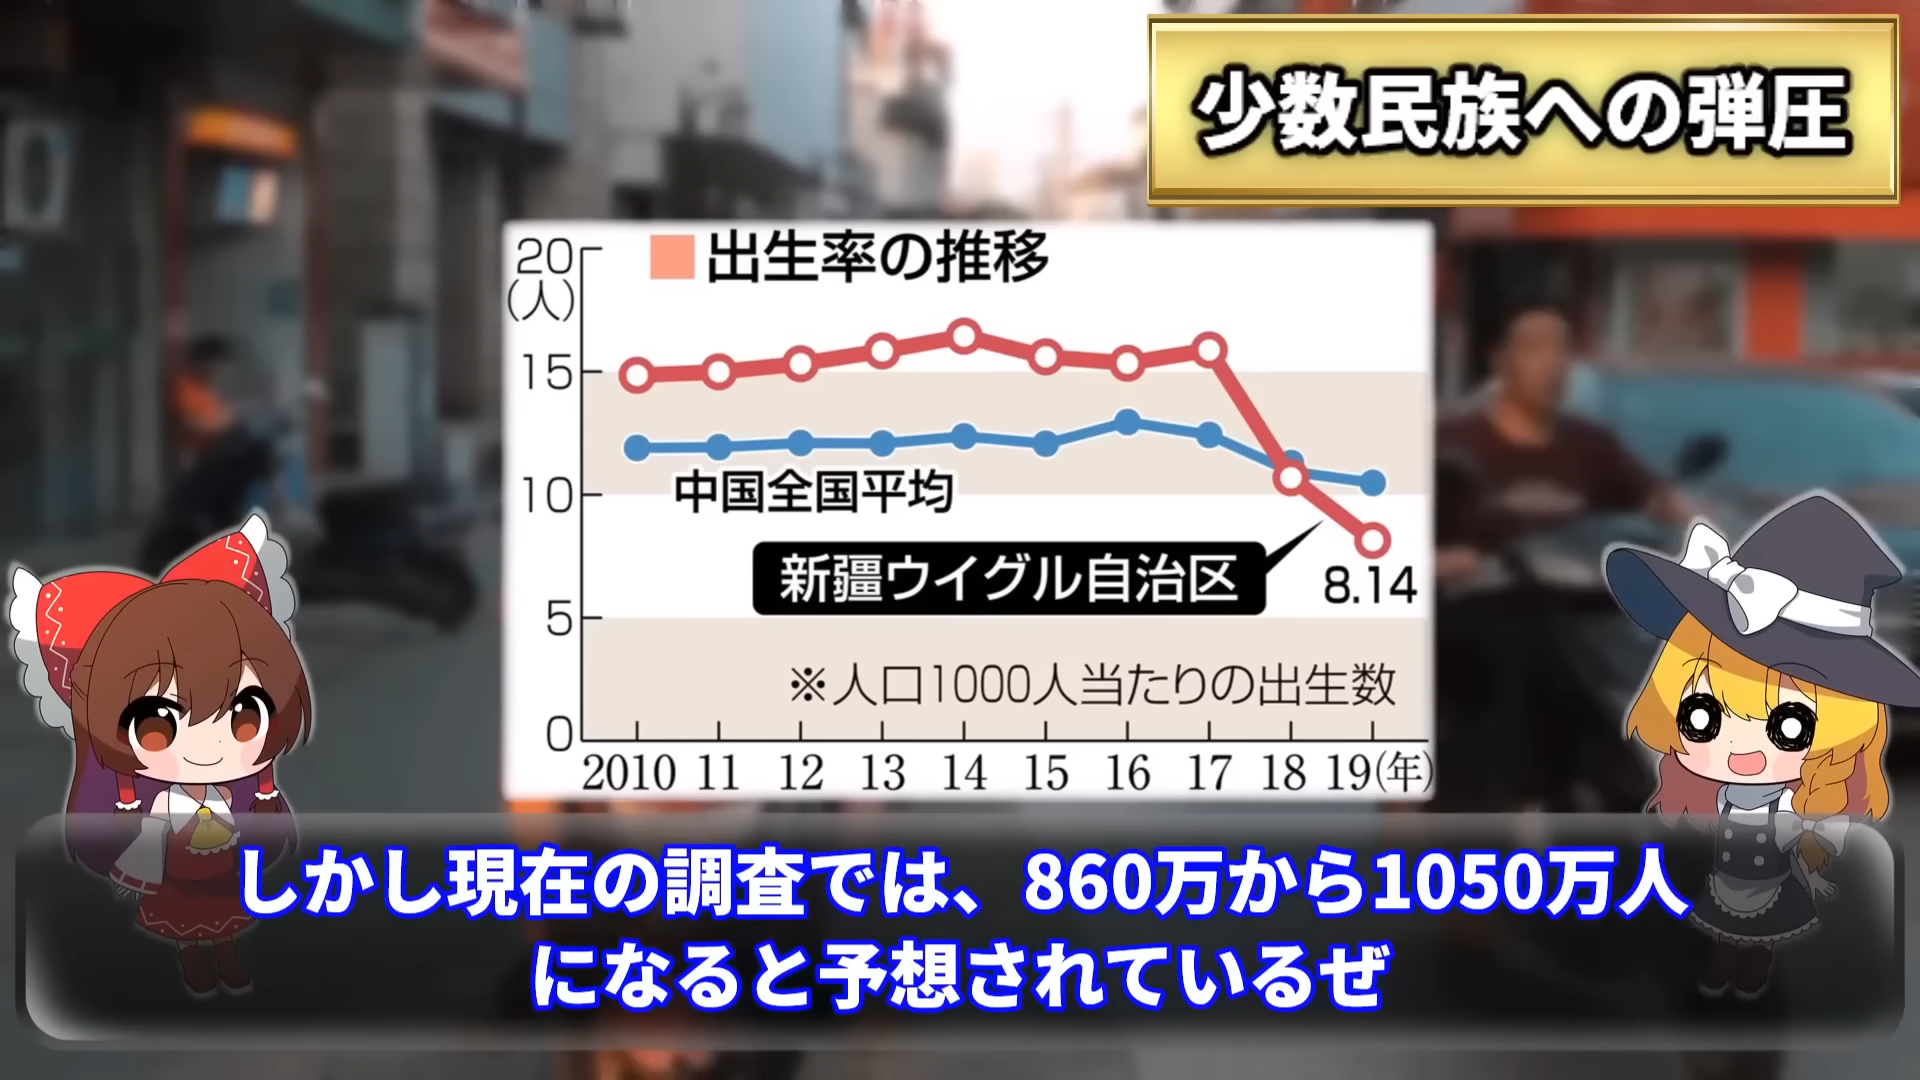 少数民族への弾圧
出生率の推移
20
(人)
15
10
5
0
中国全国平均
新疆ウイグル自治区
8.14
※人口1000人当たりの出生数
2010 11 12 13 14 15 16 17 18 19(年)
しかし現在の調査では、860万から1050万人
になると予想されているぜ